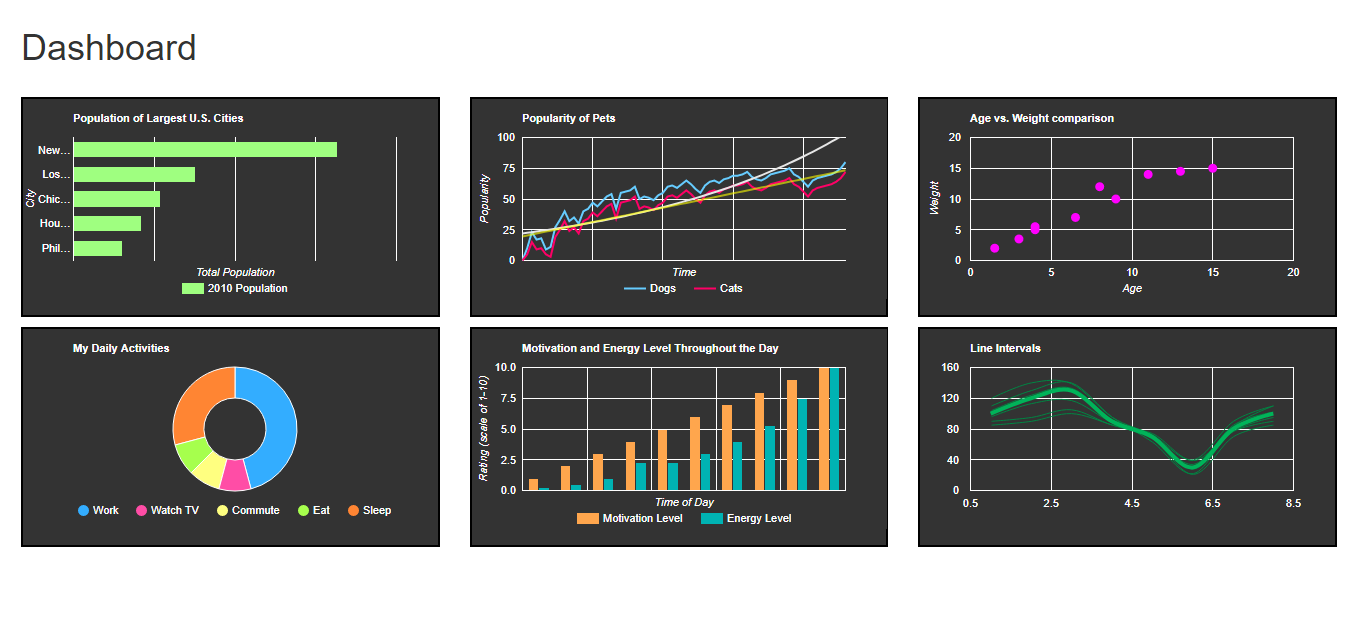 Dashboard
Population of Largest U.S. Cities
City
New...
Los...
Chic...
Hou...
Phil...
Total Population
2010 Population
Popularity of Pets
Popularity
100
75
50
25
0
Time
Dogs Cats
Age vs. Weight comparison
Weight
20
15
10
5
0
0 5 10 15 20
Age
My Daily Activities
Work Watch TV Commute Eat Sleep
Motivation and Energy Level Throughout the Day
Rating (scale of 1-10)
10.0
7.5
5.0
2.5
0.0
Time of Day
Motivation Level Energy Level
Line Intervals
160
120
80
40
0
0.5 2.5 4.5 6.5 8.5